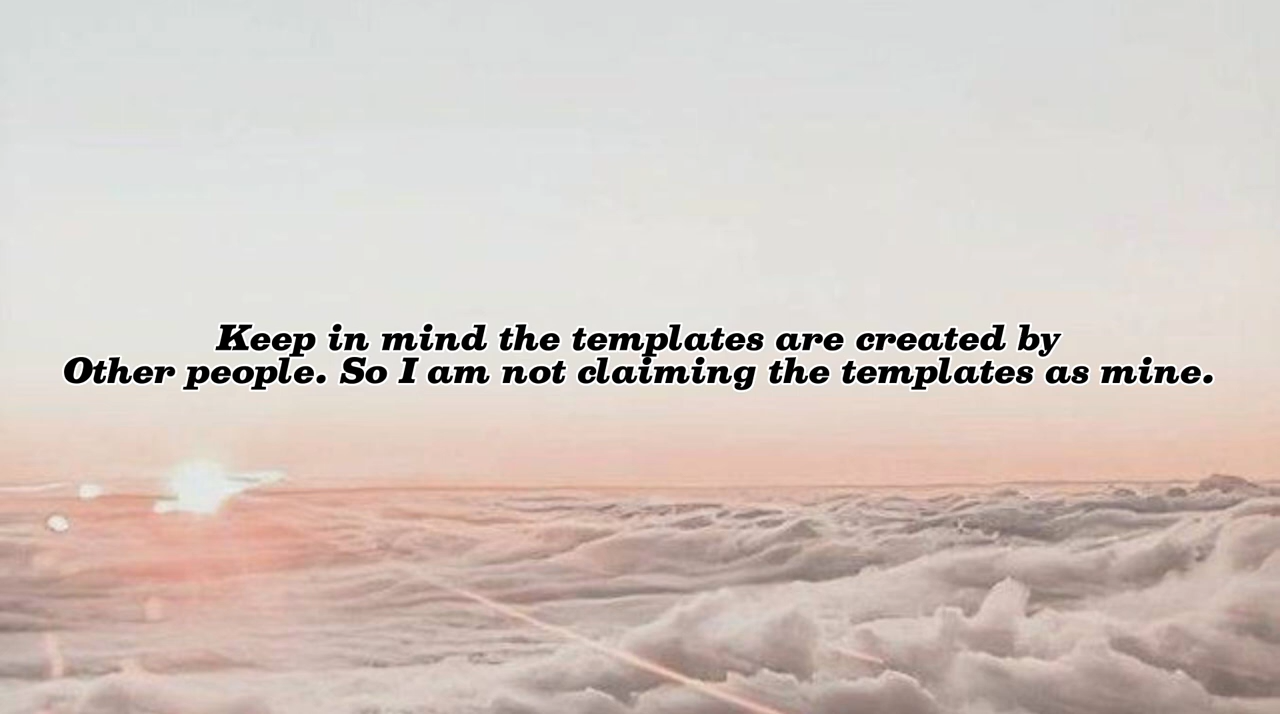 Keep in mind the templates are created by
Other people. So I am not claiming the templates as mine.